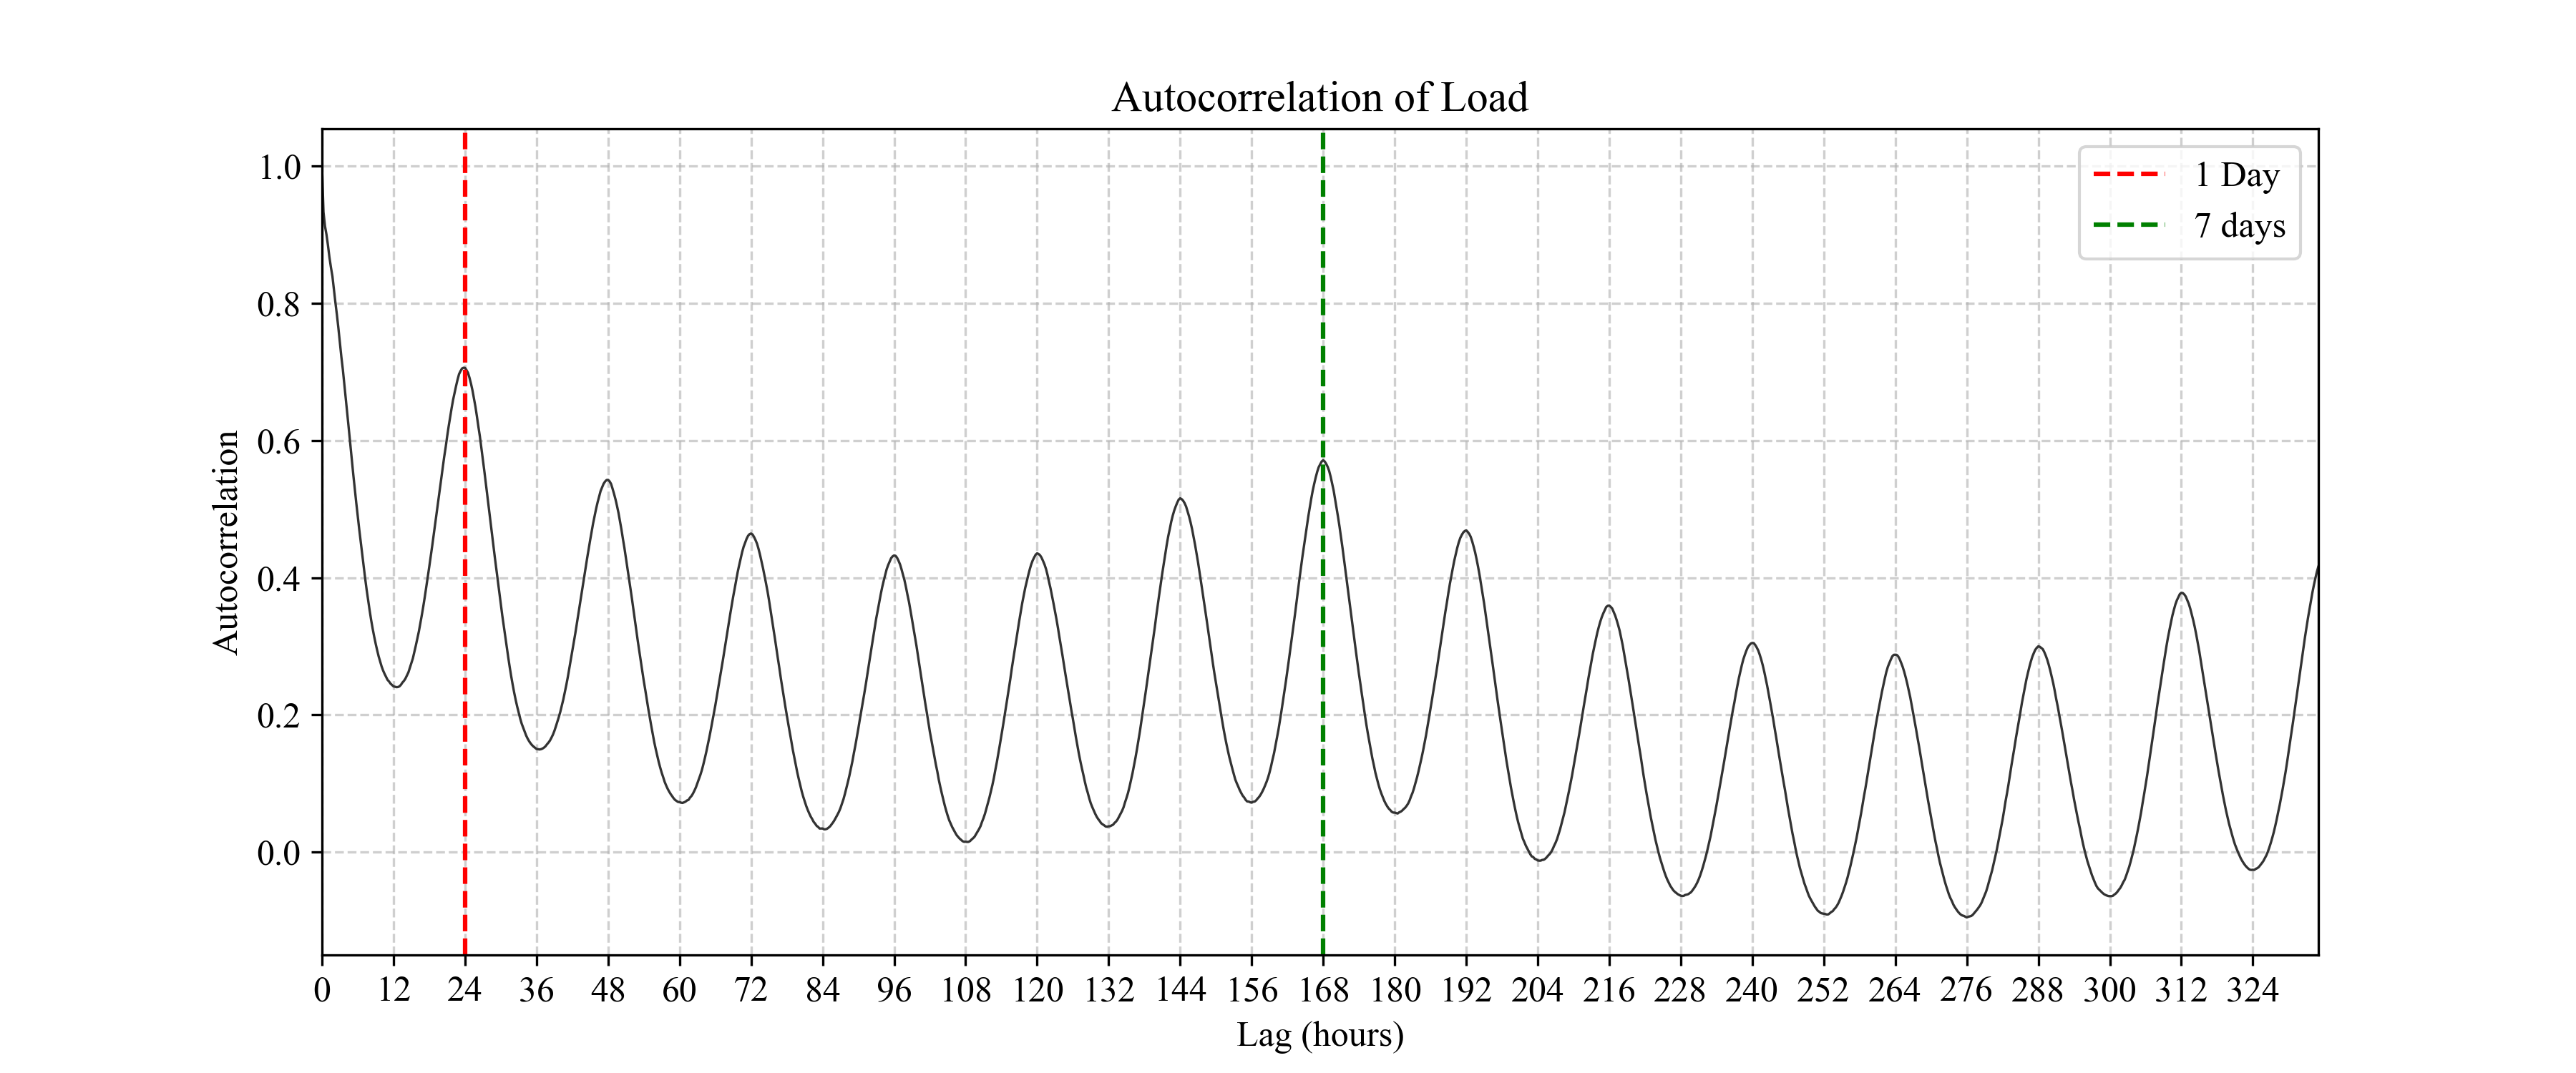 Autocorrelation of Load
1.0
0.8
0.6
0.4
0.2
0.0
Autocorrelation
1 Day
7 days
0 12 24 36 48 60 72 84 96 108 120 132 144 156 168 180 192 204 216 228 240 252 264 276 288 300 312 324
Lag (hours)